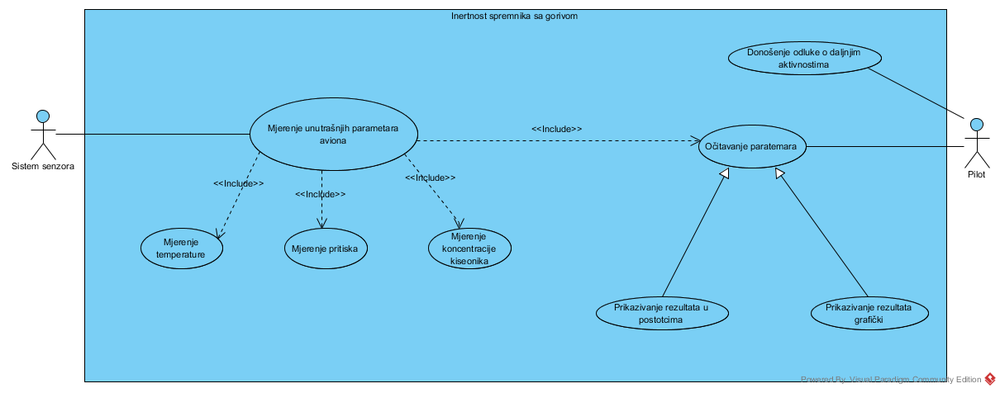 Inertnost spremnika sa gorivom
Donošenje odluke o daljnjim
aktivnostima
Mjerenje unutrašnjih parametara
aviona
<<Include>>
Očitavanje paratemara
Sistem senzora
Pilot
<<Include>>
<<Include>>
<<Include>>
Mjerenje
temperature
Mjerenje pritiska
Mjerenje
koncentracije
kiseonika
Prikazivanje rezultata u
postotcima
Prikazivanje rezultata
grafički
Powered By Visual Paradigm Community Edition